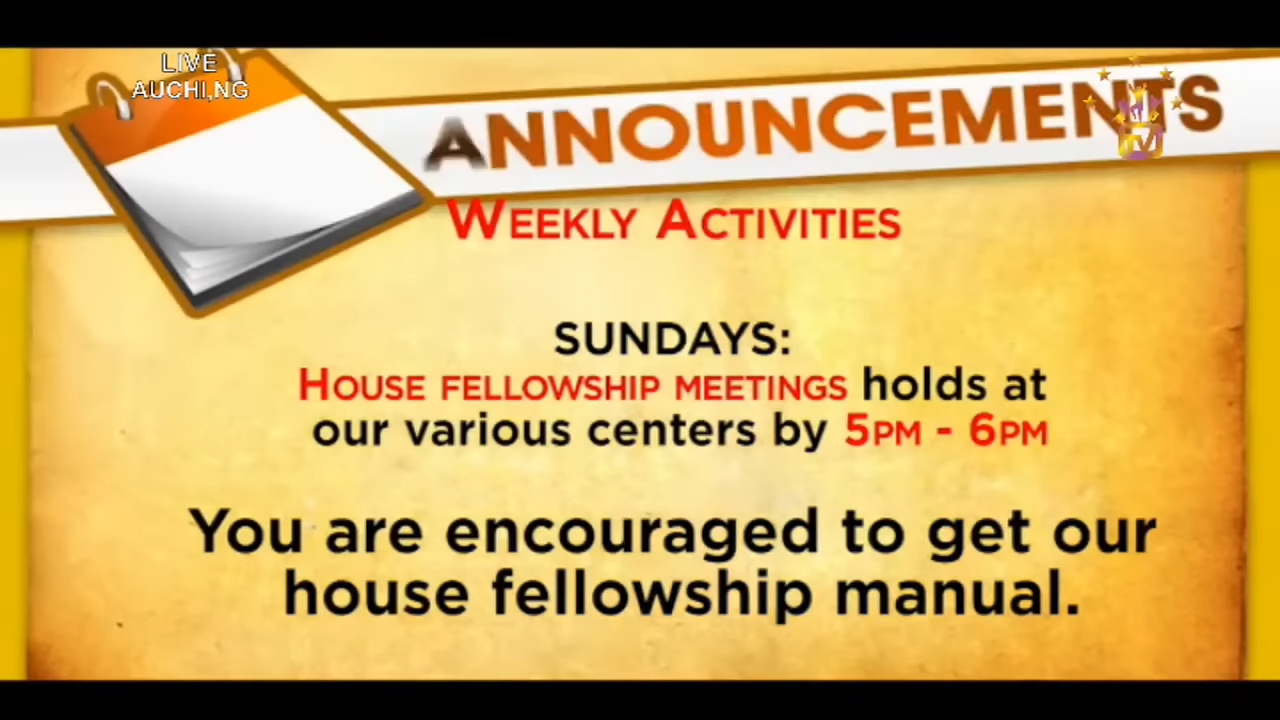 LIVE
AUCHI,NG
ANNOUNCEMENTS
TV
WEEKLY ACTIVITIES
SUNDAYS:
HOUSE FELLOWSHIP MEETINGS holds at
our various centers by 5PM - 6PM
You are encouraged to get our
house fellowship manual.